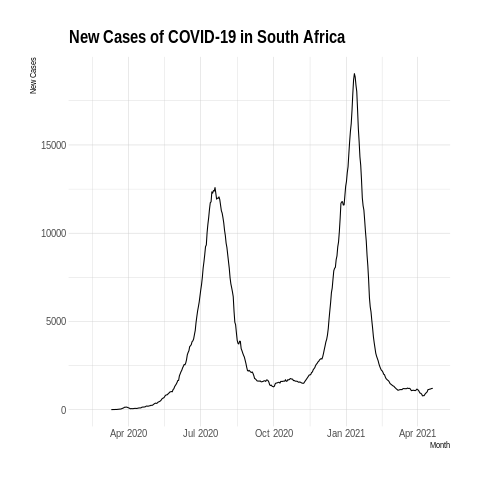 New Cases of COVID-19 in South Africa
New Cases
15000
10000
5000
0
Apr 2020 Jul 2020 Oct 2020 Jan 2021 Apr 2021
Month